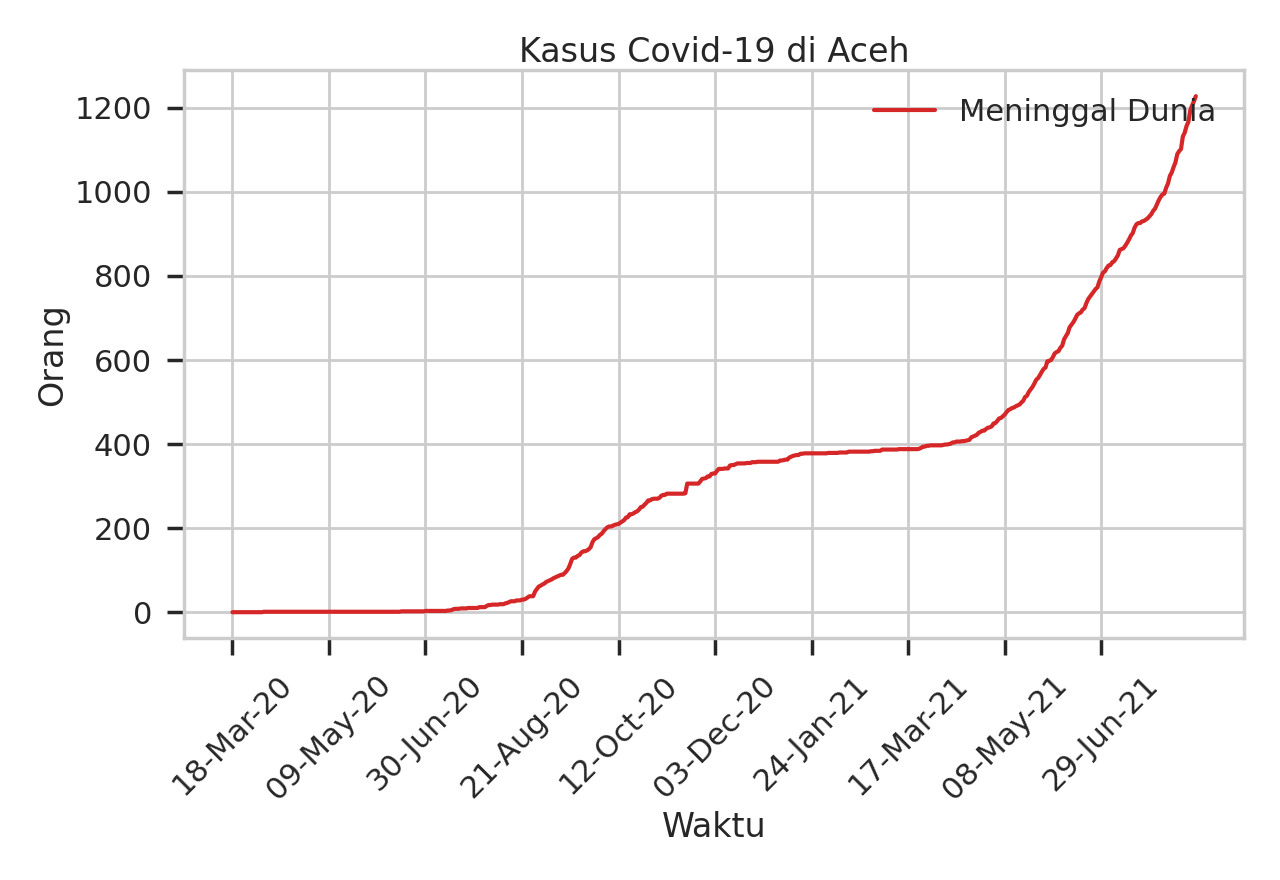 Kasus Covid-19 di Aceh
Meninggal Dunia
1200
1000
800
600
400
200
0
Orang
18-Mar-20
09-May-20
30-Jun-20
21-Aug-20
12-Oct-20
03-Dec-20
24-Jan-21
17-Mar-21
08-May-21
29-Jun-21
Waktu